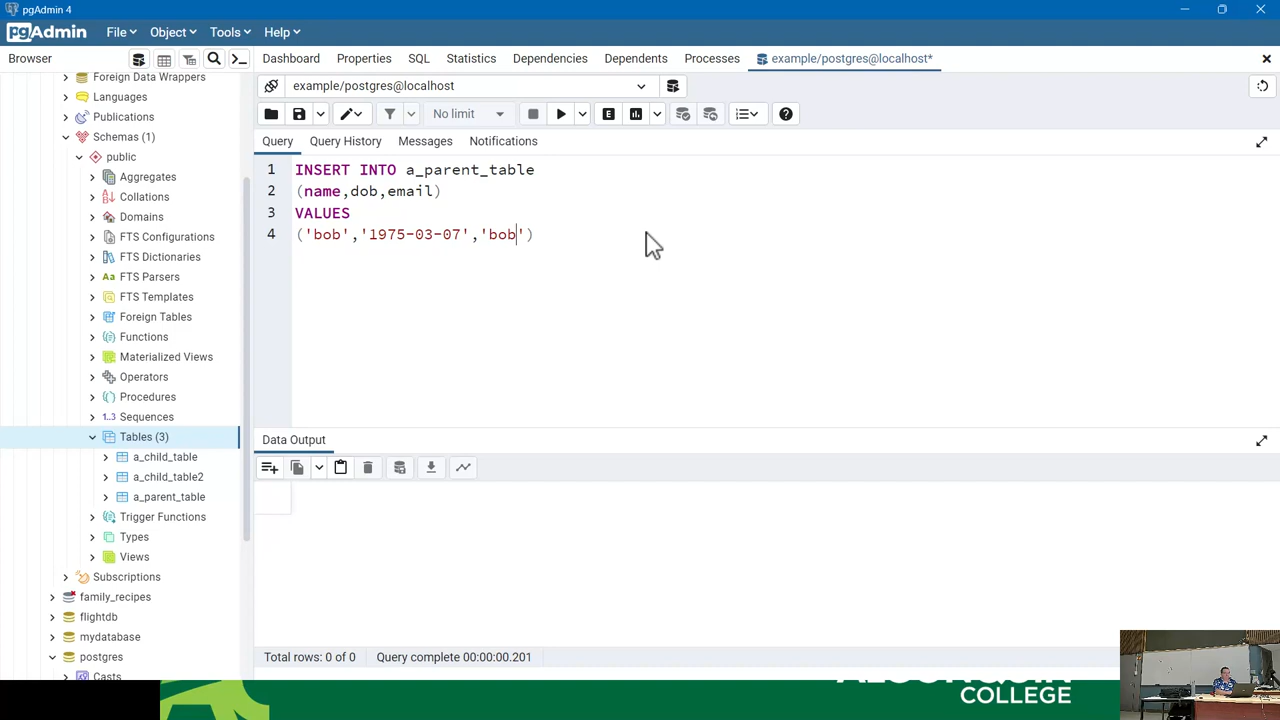 pgAdmin 4
pgAdmin File Object Tools Help
Browser
Dashboard Properties SQL Statistics Dependencies Dependents Processes example/postgres@localhost*
example/postgres@localhost
No limit
Query Query History Messages Notifications
1 INSERT INTO a_parent_table
2 (name,dob,email)
3 VALUES
4 ('bob','1975-03-07','bob')
Foreign Data Wrappers
Languages
Publications
Schemas (1)
public
Aggregates
Collations
Domains
FTS Configurations
FTS Dictionaries
Aa FTS Parsers
FTS Templates
Foreign Tables
Functions
Materialized Views
Operators
Procedures
1..3 Sequences
Tables (3)
a_child_table
a_child_table2
a_parent_table
Trigger Functions
Types
Views
Subscriptions
family_recipes
flightdb
mydatabase
postgres
Casts
Data Output
Total rows: 0 of 0 Query complete 00:00:00.201
COLLEGE